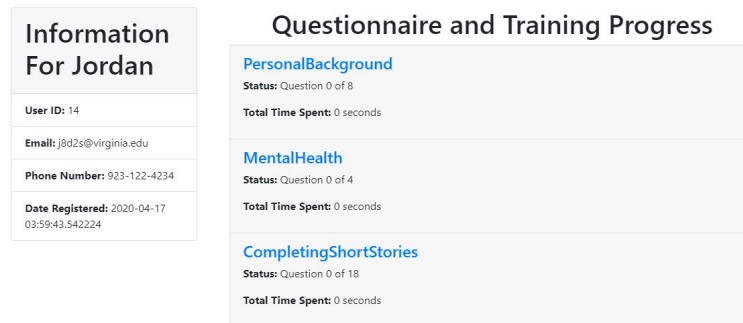 Information
For Jordan
User ID: 14
Email: j8d2s@virginia.edu
Phone Number: 923-122-4234
Date Registered: 2020-04-17
03:59:43.542224
Questionnaire and Training Progress
PersonalBackground
Status: Question 0 of 8
Total Time Spent: 0 seconds
MentalHealth
Status: Question 0 of 4
Total Time Spent: 0 seconds
CompletingShortStories
Status: Question 0 of 18
Total Time Spent: 0 seconds